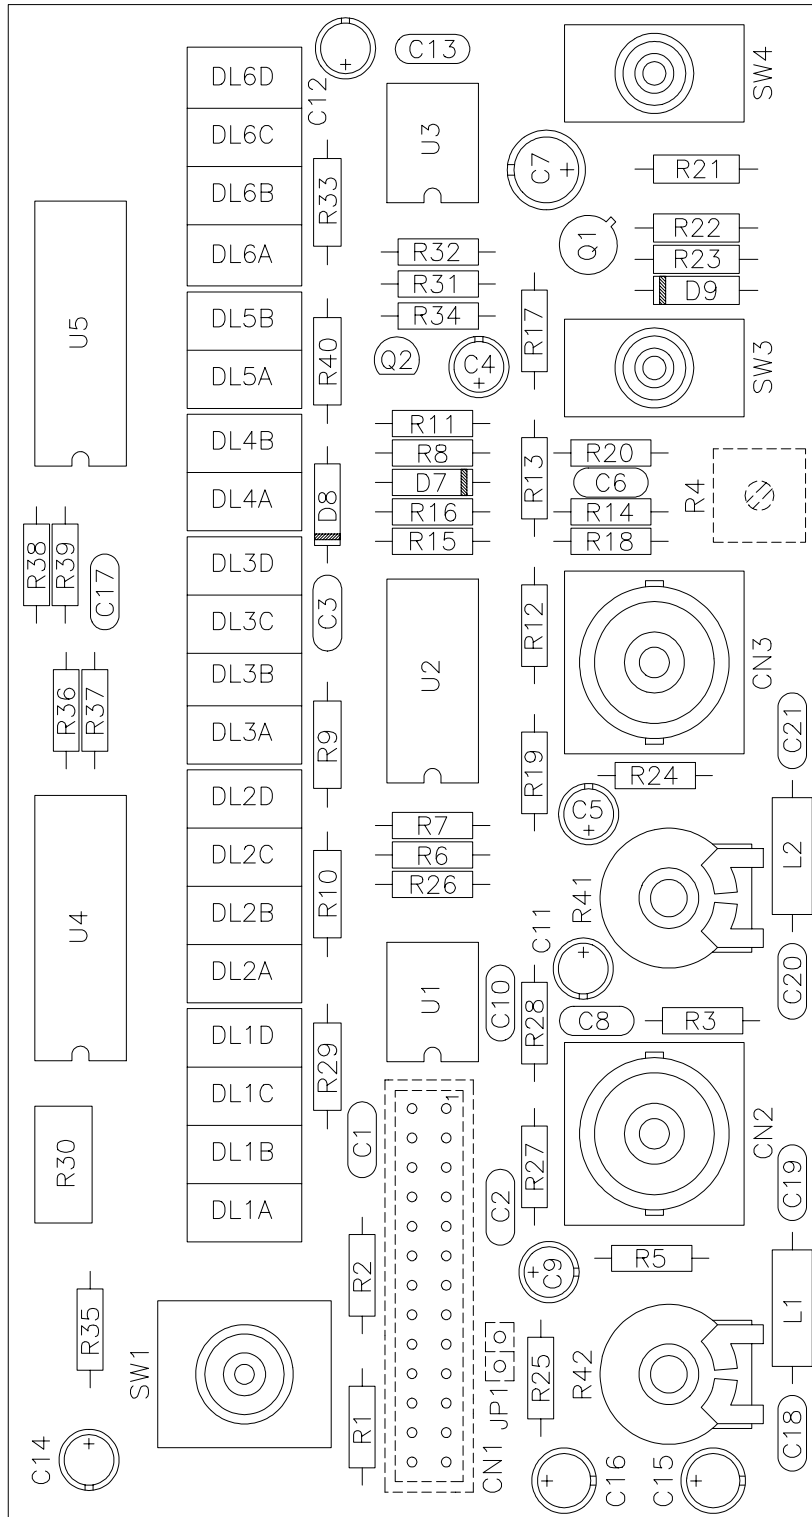 C13
SW4
DL6D
C12
DL6C
U3
C7
R21
DL6B
R33
R22
Q1
DL6A
R32
R23
R31
D9
DL5B
R34
R17
U5
R40
Q2
C4
SW3
DL5A
R11
DL4B
R8
R13
R20
D7
C6
R4
DL4A
D8
R16
R14
R15
R18
R38
R39
DL3D
C17
C3
DL3C
R12
U2
CN3
DL3B
R36
R37
C21
DL3A
R9
R19
R24
DL2D
C5
R7
DL2C
R6
L2
R26
R10
R41
U4
DL2B
C11
DL2A
C20
U1
C10
R28
C8
R3
DL1D
R29
DL1C
1
C1
CN2
R30
DL1B
R27
C19
C2
DL1A
R2
C9
R5
L1
R35
SW1
JP1
R25
R42
R1
C18
C14
CN1
C16
C15